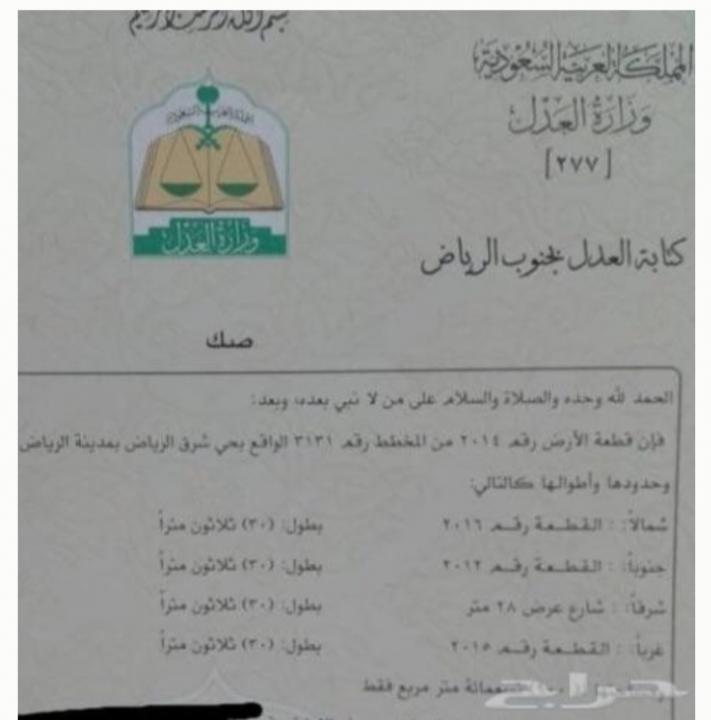 بسم الله الرحمن الرحيم
المملكة العربية السعودية
وزارة العدل
[٢٧٧]
المملكة العربية السعودية
وزارة العدل
كتابة العدل بجنوب الرياض
صك
الحمد لله وحده والصلاة والسلام على من لا نبي بعده، وبعد:
فإن قطعة الأرض رقم ٢٠١٤ من المخطط رقم ٣١٣١ الواقع بحي شرق الرياض بمدينة الرياض
وحدودها وأطوالها كالتالي:
شمالاً: : القطعة رقم ٢٠١٦ بطول: (٣٠) ثلاثون متراً
جنوباً: : القطعة رقم ٢٠١٢ بطول: (٣٠) ثلاثون متراً
شرقاً: : شارع عرض ٢٨ متر بطول: (٣٠) ثلاثون متراً
غرباً: : القطعة رقم ٢٠١٥ بطول: (٣٠) ثلاثون متراً
متر مربع فقط
حراج